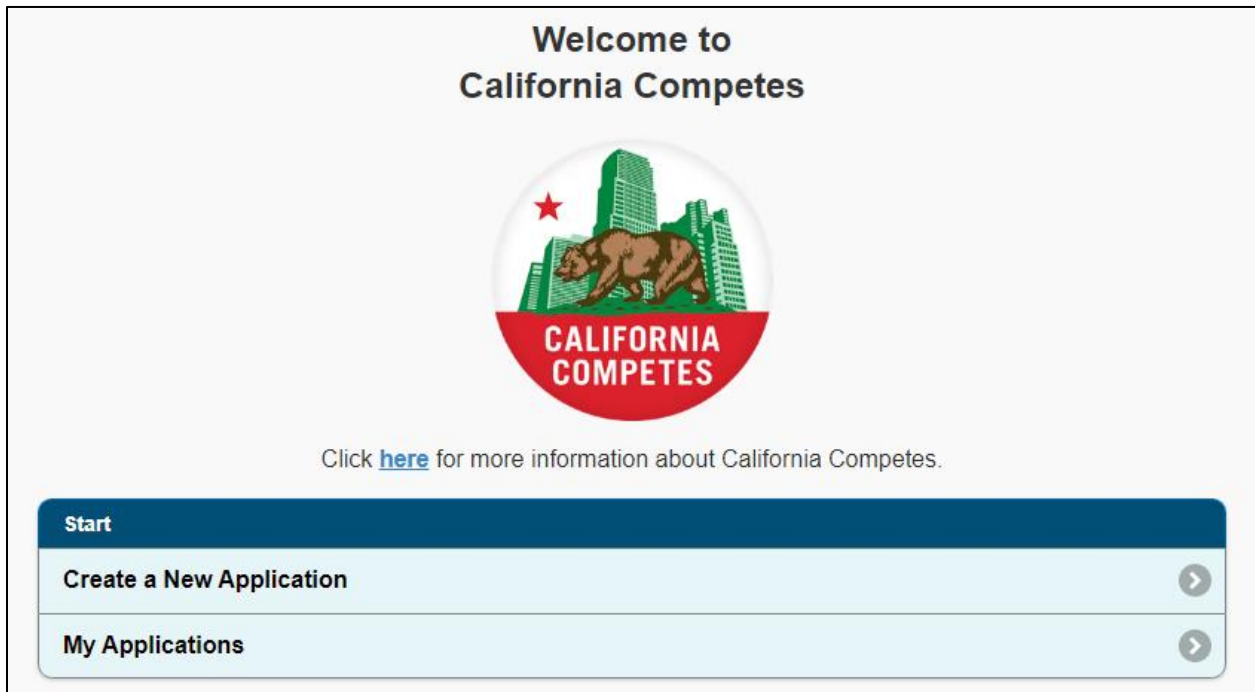 Welcome to
California Competes
CALIFORNIA
COMPETES
Click here for more information about California Competes.
Start
Create a New Application
My Applications